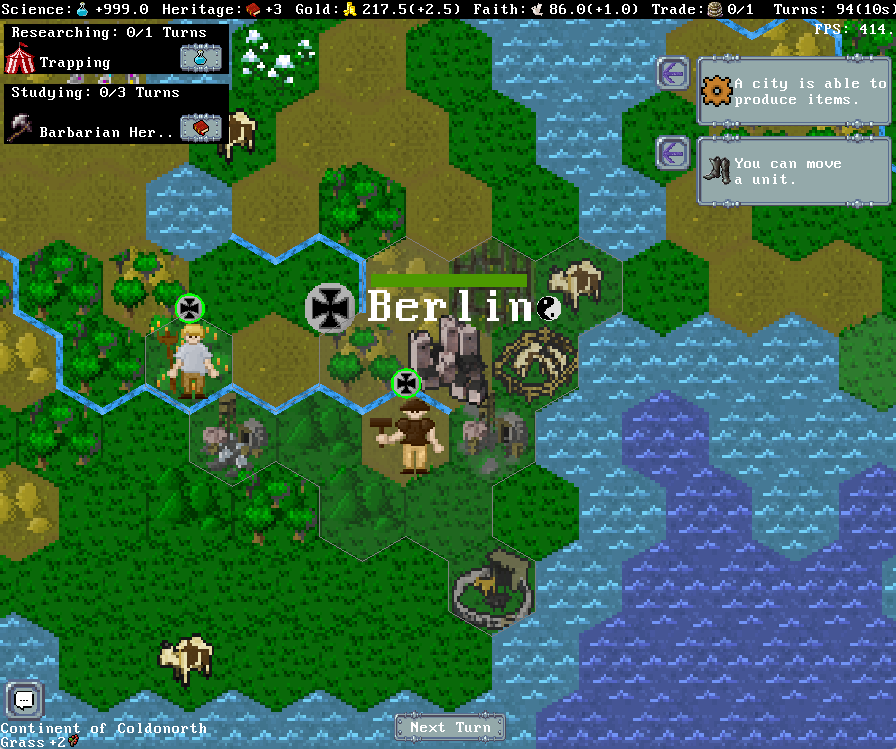 Science: +999.0 Heritage: +3 Gold: 217.5(+2.5) Faith: 86.0(+1.0) Trade: 0/1 Turns: 94(10s)
FPS: 414.
Researching: 0/1 Turns
Trapping
Studying: 0/3 Turns
Barbarian Her..
A city is able to
produce items.
You can move
a unit.
Berlin
Next Turn
Continent of Coldonorth
Grass +2